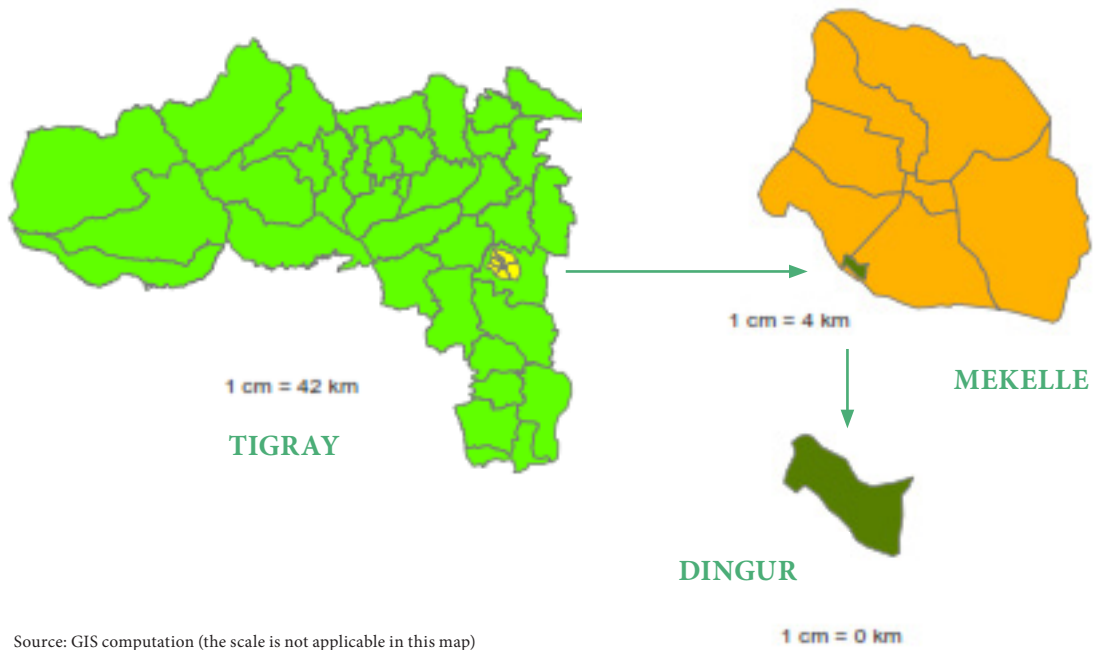 1 cm = 4 km
MEKELLE
1 cm = 42 km
TIGRAY
DINGUR
1 cm = 0 km
Source: GIS computation (the scale is not applicable in this map)